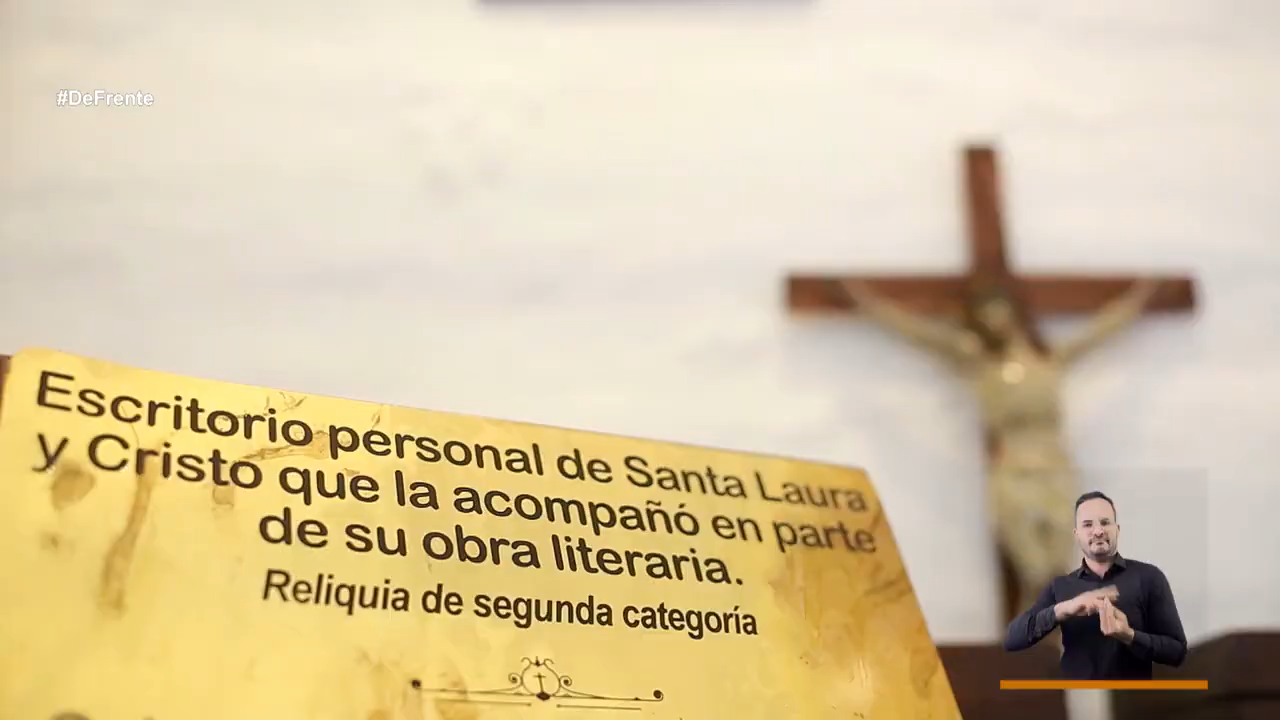 #DeFrente
Escritorio personal de Santa Laura
y Cristo que la acompañó en parte
de su obra literaria.
Reliquia de segunda categoría